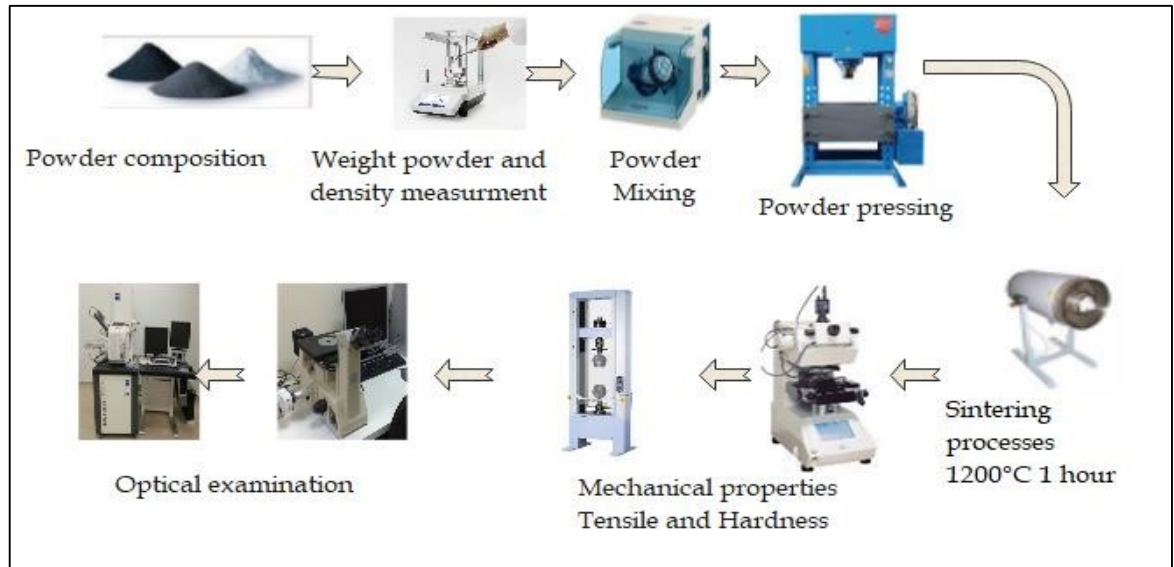 Powder composition
Weight powder and
density measurment
Powder
Mixing
Powder pressing
Sintering
processes
1200°C 1 hour
Mechanical properties
Tensile and Hardness
Optical examination